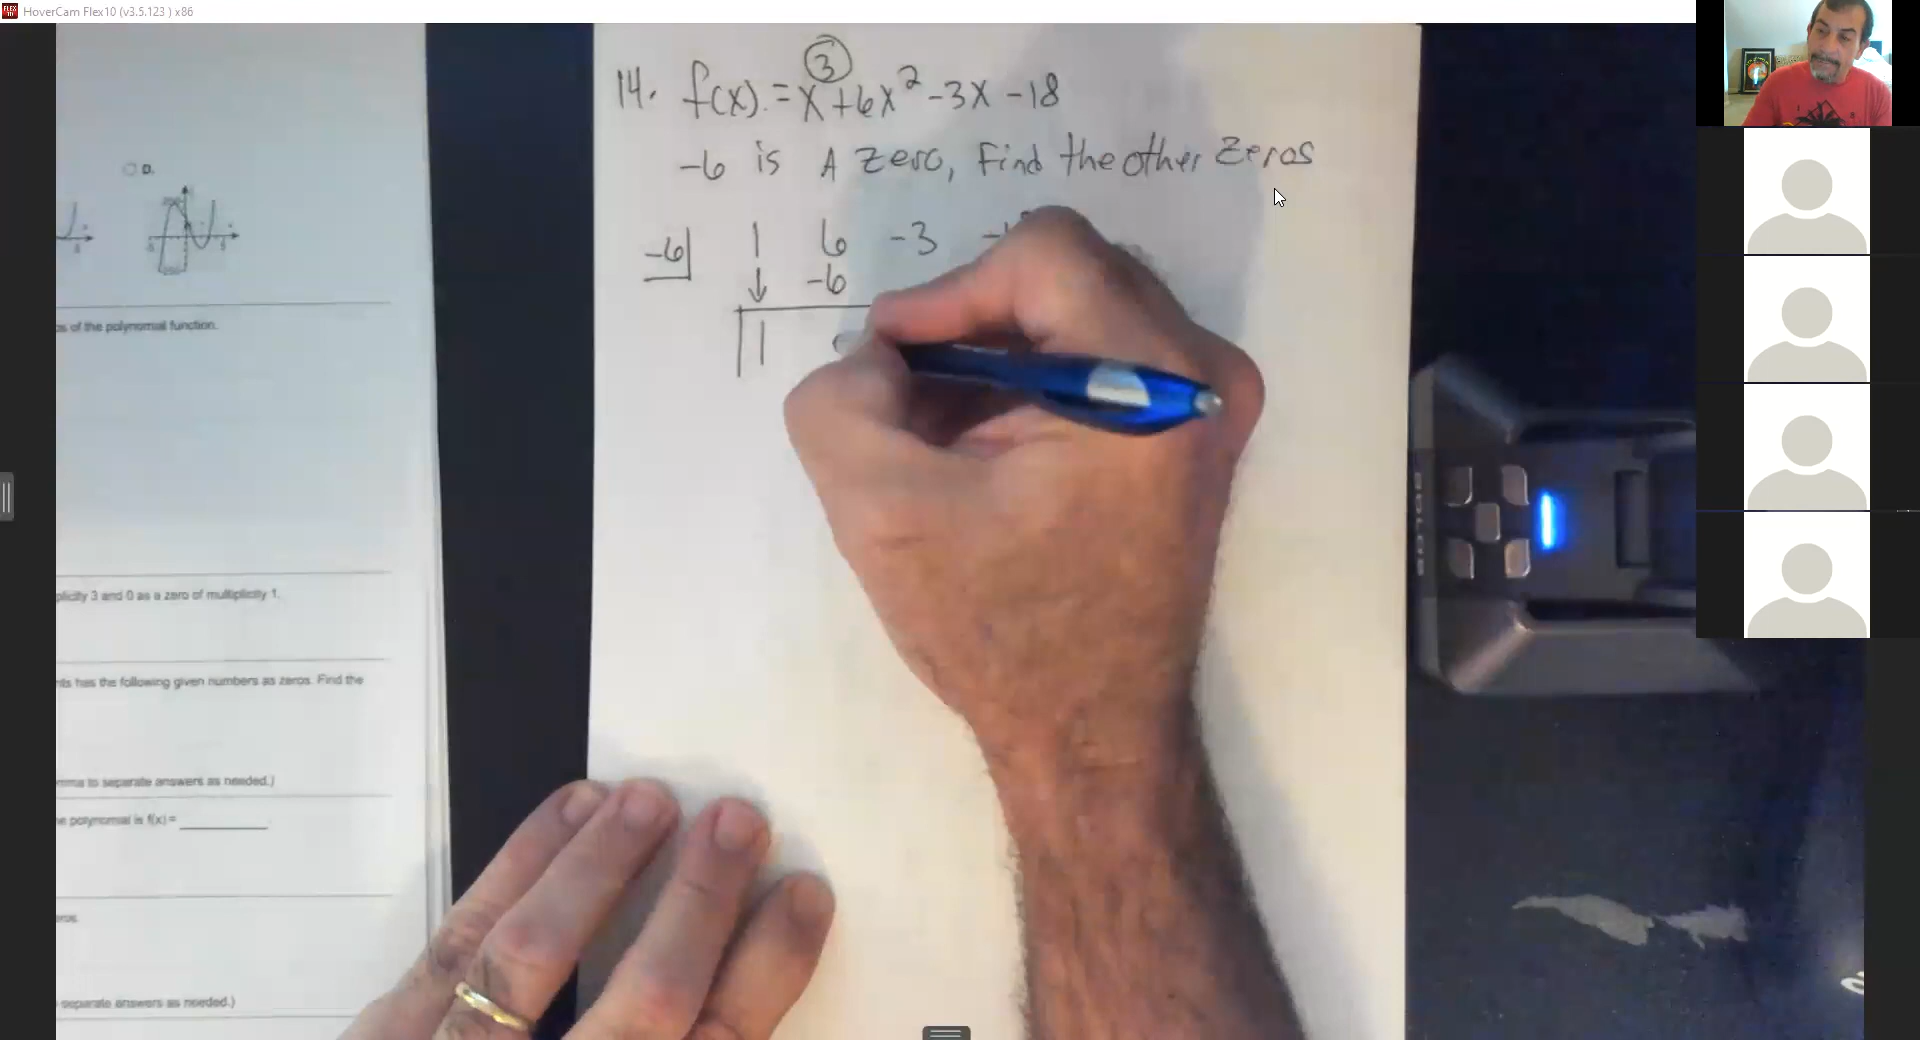 HoverCam Flex10 (v3.5.123 ) x86
14. f(x) = x³ + 6x² - 3x - 18
-6 is A Zero, Find the other Zeros
-6| 1 6 -3
↓ -6
1
D.
of the polynomial function.
3 and 0 as a zero of multiplicity 1.
has the following given numbers as zeros. Find the
to separate answers as needed.)
polynomial is f(x) = ________
separate answers as needed.)